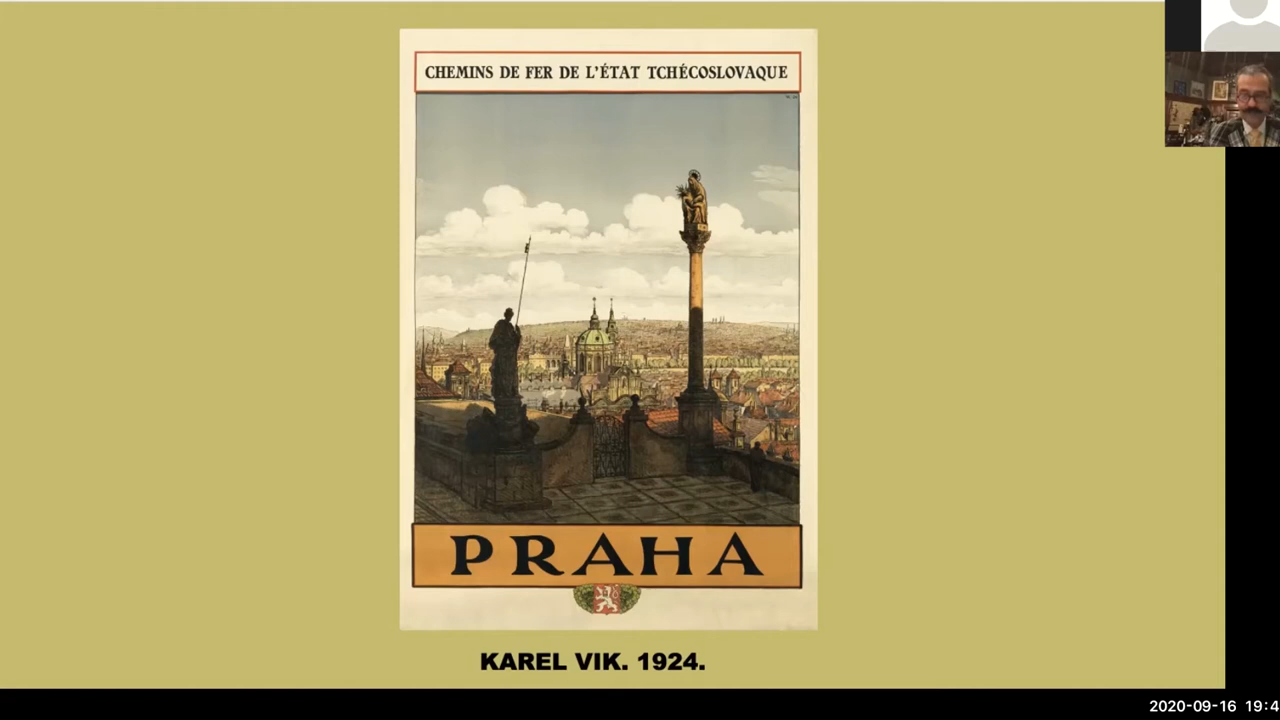 CHEMINS DE FER DE L'ÉTAT TCHÉCOSLOVAQUE
PRAHA
KAREL VIK. 1924.
2020-09-16 19:4